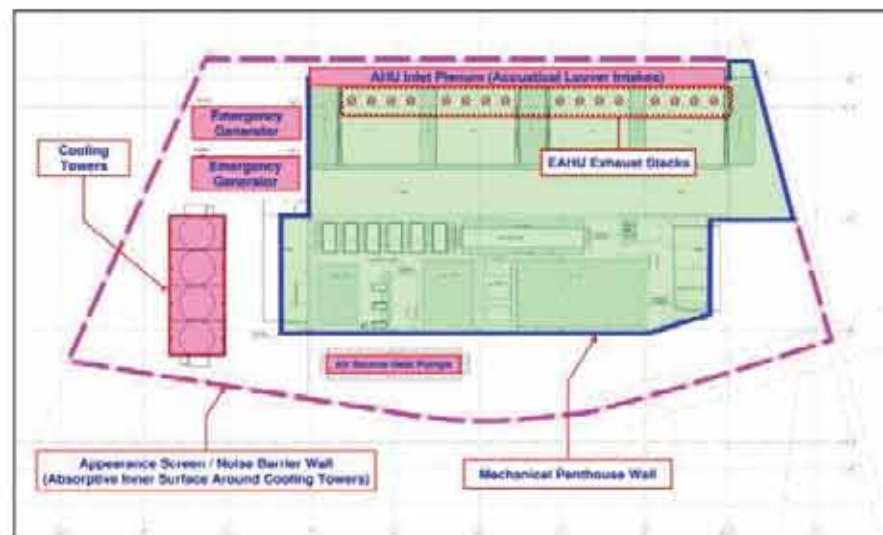 AHU Inlet Plenum (Acoustical Louver Intakes)
Emergency
Generator
Cooling
Towers
EAHU Exhaust Stacks
Emergency
Generator
Air Source Heat Pumps
Appearance Screen / Noise Barrier Wall
(Absorptive Inner Surface Around Cooling Towers)
Mechanical Penthouse Wall